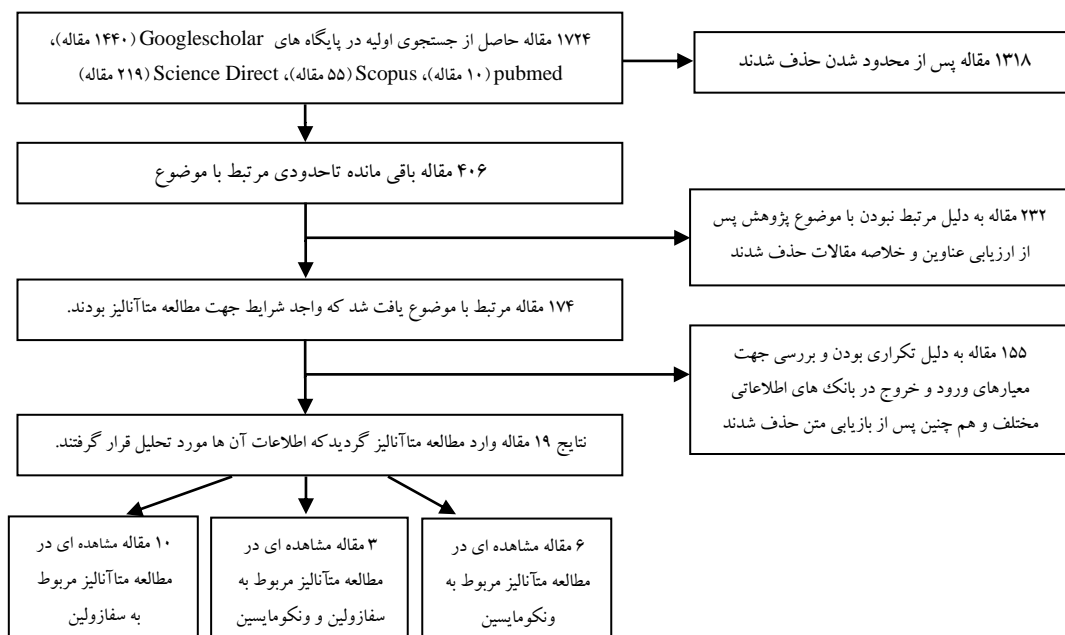 ۱۷۲۴ مقاله حاصل از جستجوی اولیه در پایگاه های Googlescholar (۱۴۴۰ مقاله)،
pubmed (۱۰ مقاله)، Scopus (۵۵ مقاله)، Science Direct (۲۱۹ مقاله)
۱۳۱۸ مقاله پس از محدود شدن حذف شدند
۴۰۶ مقاله باقی مانده تاحدودی مرتبط با موضوع
۲۳۲ مقاله به دلیل مرتبط نبودن با موضوع پژوهش پس
از ارزیابی عناوین و خلاصه مقالات حذف شدند
۱۷۴ مقاله مرتبط با موضوع یافت شد که واجد شرایط جهت مطالعه متاآنالیز بودند.
۱۵۵ مقاله به دلیل تکراری بودن و بررسی جهت
معیارهای ورود و خروج در بانک های اطلاعاتی
مختلف و هم چنین پس از بازیابی متن حذف شدند
نتایج ۱۹ مقاله وارد مطالعه متاآنالیز گردیدکه اطلاعات آن ها مورد تحلیل قرار گرفتند.
۶ مقاله مشاهده ای در
مطالعه متآنالیز مربوط به
ونکومایسین
۳ مقاله مشاهده ای در
مطالعه متآنالیز مربوط به
سفازولین و ونکومایسین
۱۰ مقاله مشاهده ای در
مطالعه متاآنالیز مربوط
به سفازولین